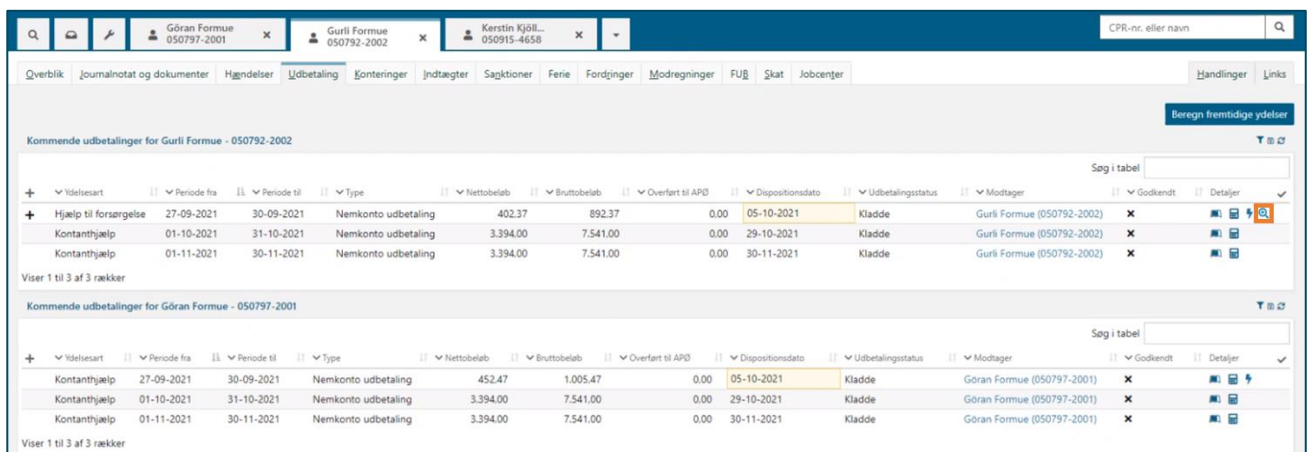 Göran Formue
050797-2001
Gurli Formue
050792-2002
Kerstin Kjöll...
050915-4658
CPR-nr. eller navn
Overblik Journalnotat og dokumenter Hændelser Udbetaling Konteringer Indtægter Sanktioner Ferie Fordringer Modregninger FUB Skat Jobcenter Handlinger Links
Beregn fremtidige ydelser
Kommende udbetalinger for Gurli Formue - 050792-2002
Søg i tabel
Ydelsesart Periode fra Periode til Type Nettobeløb Bruttobeløb Overført til APØ Dispositionsdato Udbetalingsstatus Modtager Godkendt Detaljer
Hjælp til forsørgelse 27-09-2021 30-09-2021 Nemkonto udbetaling 402.37 892.37 0.00 05-10-2021 Kladde Gurli Formue (050792-2002)
Kontanthjælp 01-10-2021 31-10-2021 Nemkonto udbetaling 3.394.00 7.541.00 0.00 29-10-2021 Kladde Gurli Formue (050792-2002)
Kontanthjælp 01-11-2021 30-11-2021 Nemkonto udbetaling 3.394.00 7.541.00 0.00 30-11-2021 Kladde Gurli Formue (050792-2002)
Viser 1 til 3 af 3 rækker
Kommende udbetalinger for Göran Formue - 050797-2001
Søg i tabel
Ydelsesart Periode fra Periode til Type Nettobeløb Bruttobeløb Overført til APØ Dispositionsdato Udbetalingsstatus Modtager Godkendt Detaljer
Kontanthjælp 27-09-2021 30-09-2021 Nemkonto udbetaling 452.47 1.005.47 0.00 05-10-2021 Kladde Göran Formue (050797-2001)
Kontanthjælp 01-10-2021 31-10-2021 Nemkonto udbetaling 3.394.00 7.541.00 0.00 29-10-2021 Kladde Göran Formue (050797-2001)
Kontanthjælp 01-11-2021 30-11-2021 Nemkonto udbetaling 3.394.00 7.541.00 0.00 30-11-2021 Kladde Göran Formue (050797-2001)
Viser 1 til 3 af 3 rækker